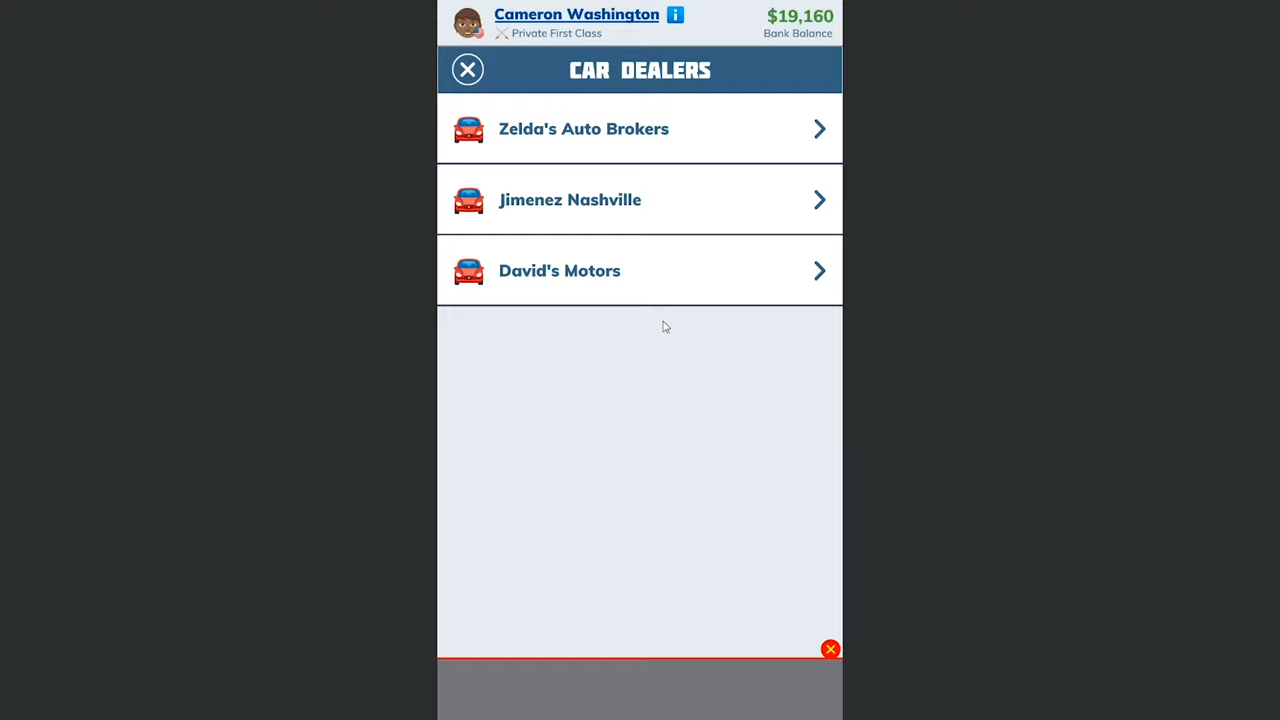 Cameron Washington
Private First Class
$19,160
Bank Balance
CAR DEALERS
Zelda's Auto Brokers
Jimenez Nashville
David's Motors